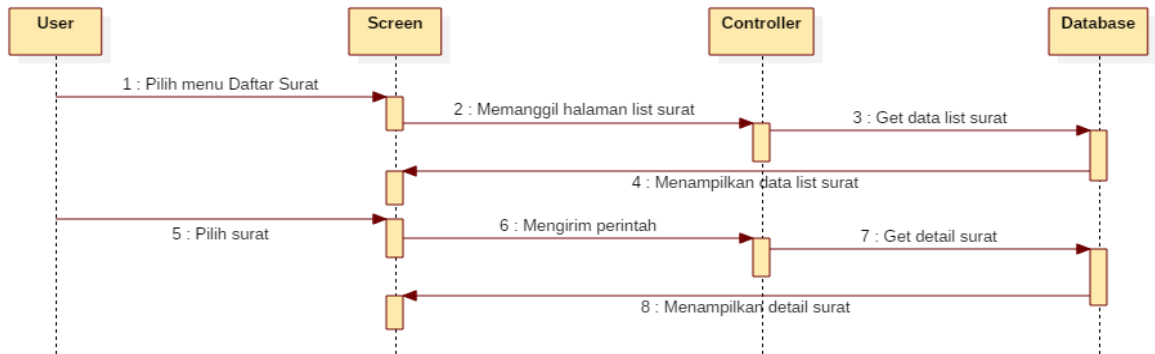 User
Screen
Controller
Database
1 : Pilih menu Daftar Surat
2 : Memanggil halaman list surat
3 : Get data list surat
4 : Menampilkan data list surat
5 : Pilih surat
6 : Mengirim perintah
7 : Get detail surat
8 : Menampilkan detail surat